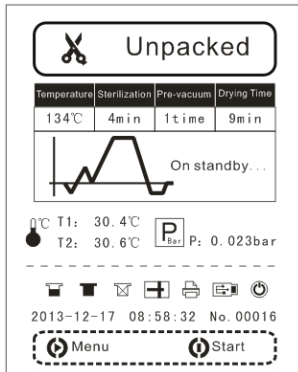 Unpacked
Temperature Sterilization Pre-vacuum Drying Time
134℃ 4min 1time 9min
On standby...
℃ T1: 30.4℃ P Bar P: 0.023bar
T2: 30.6℃
2013-12-17 08:58:32 No.00016
Menu Start